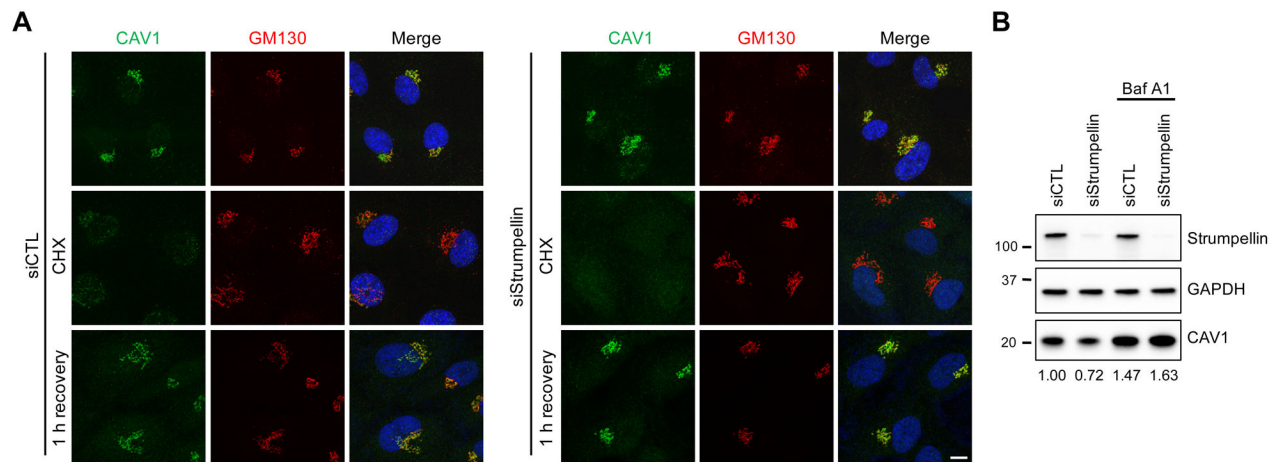 A
CAV1 GM130 Merge
siCTL
CHX
1 h recovery
CAV1 GM130 Merge
siStrumpellin
CHX
1 h recovery
B
Baf A1
siCTL siStrumpellin siCTL siStrumpellin
100 Strumpellin
37 GAPDH
20 CAV1
1.00 0.72 1.47 1.63